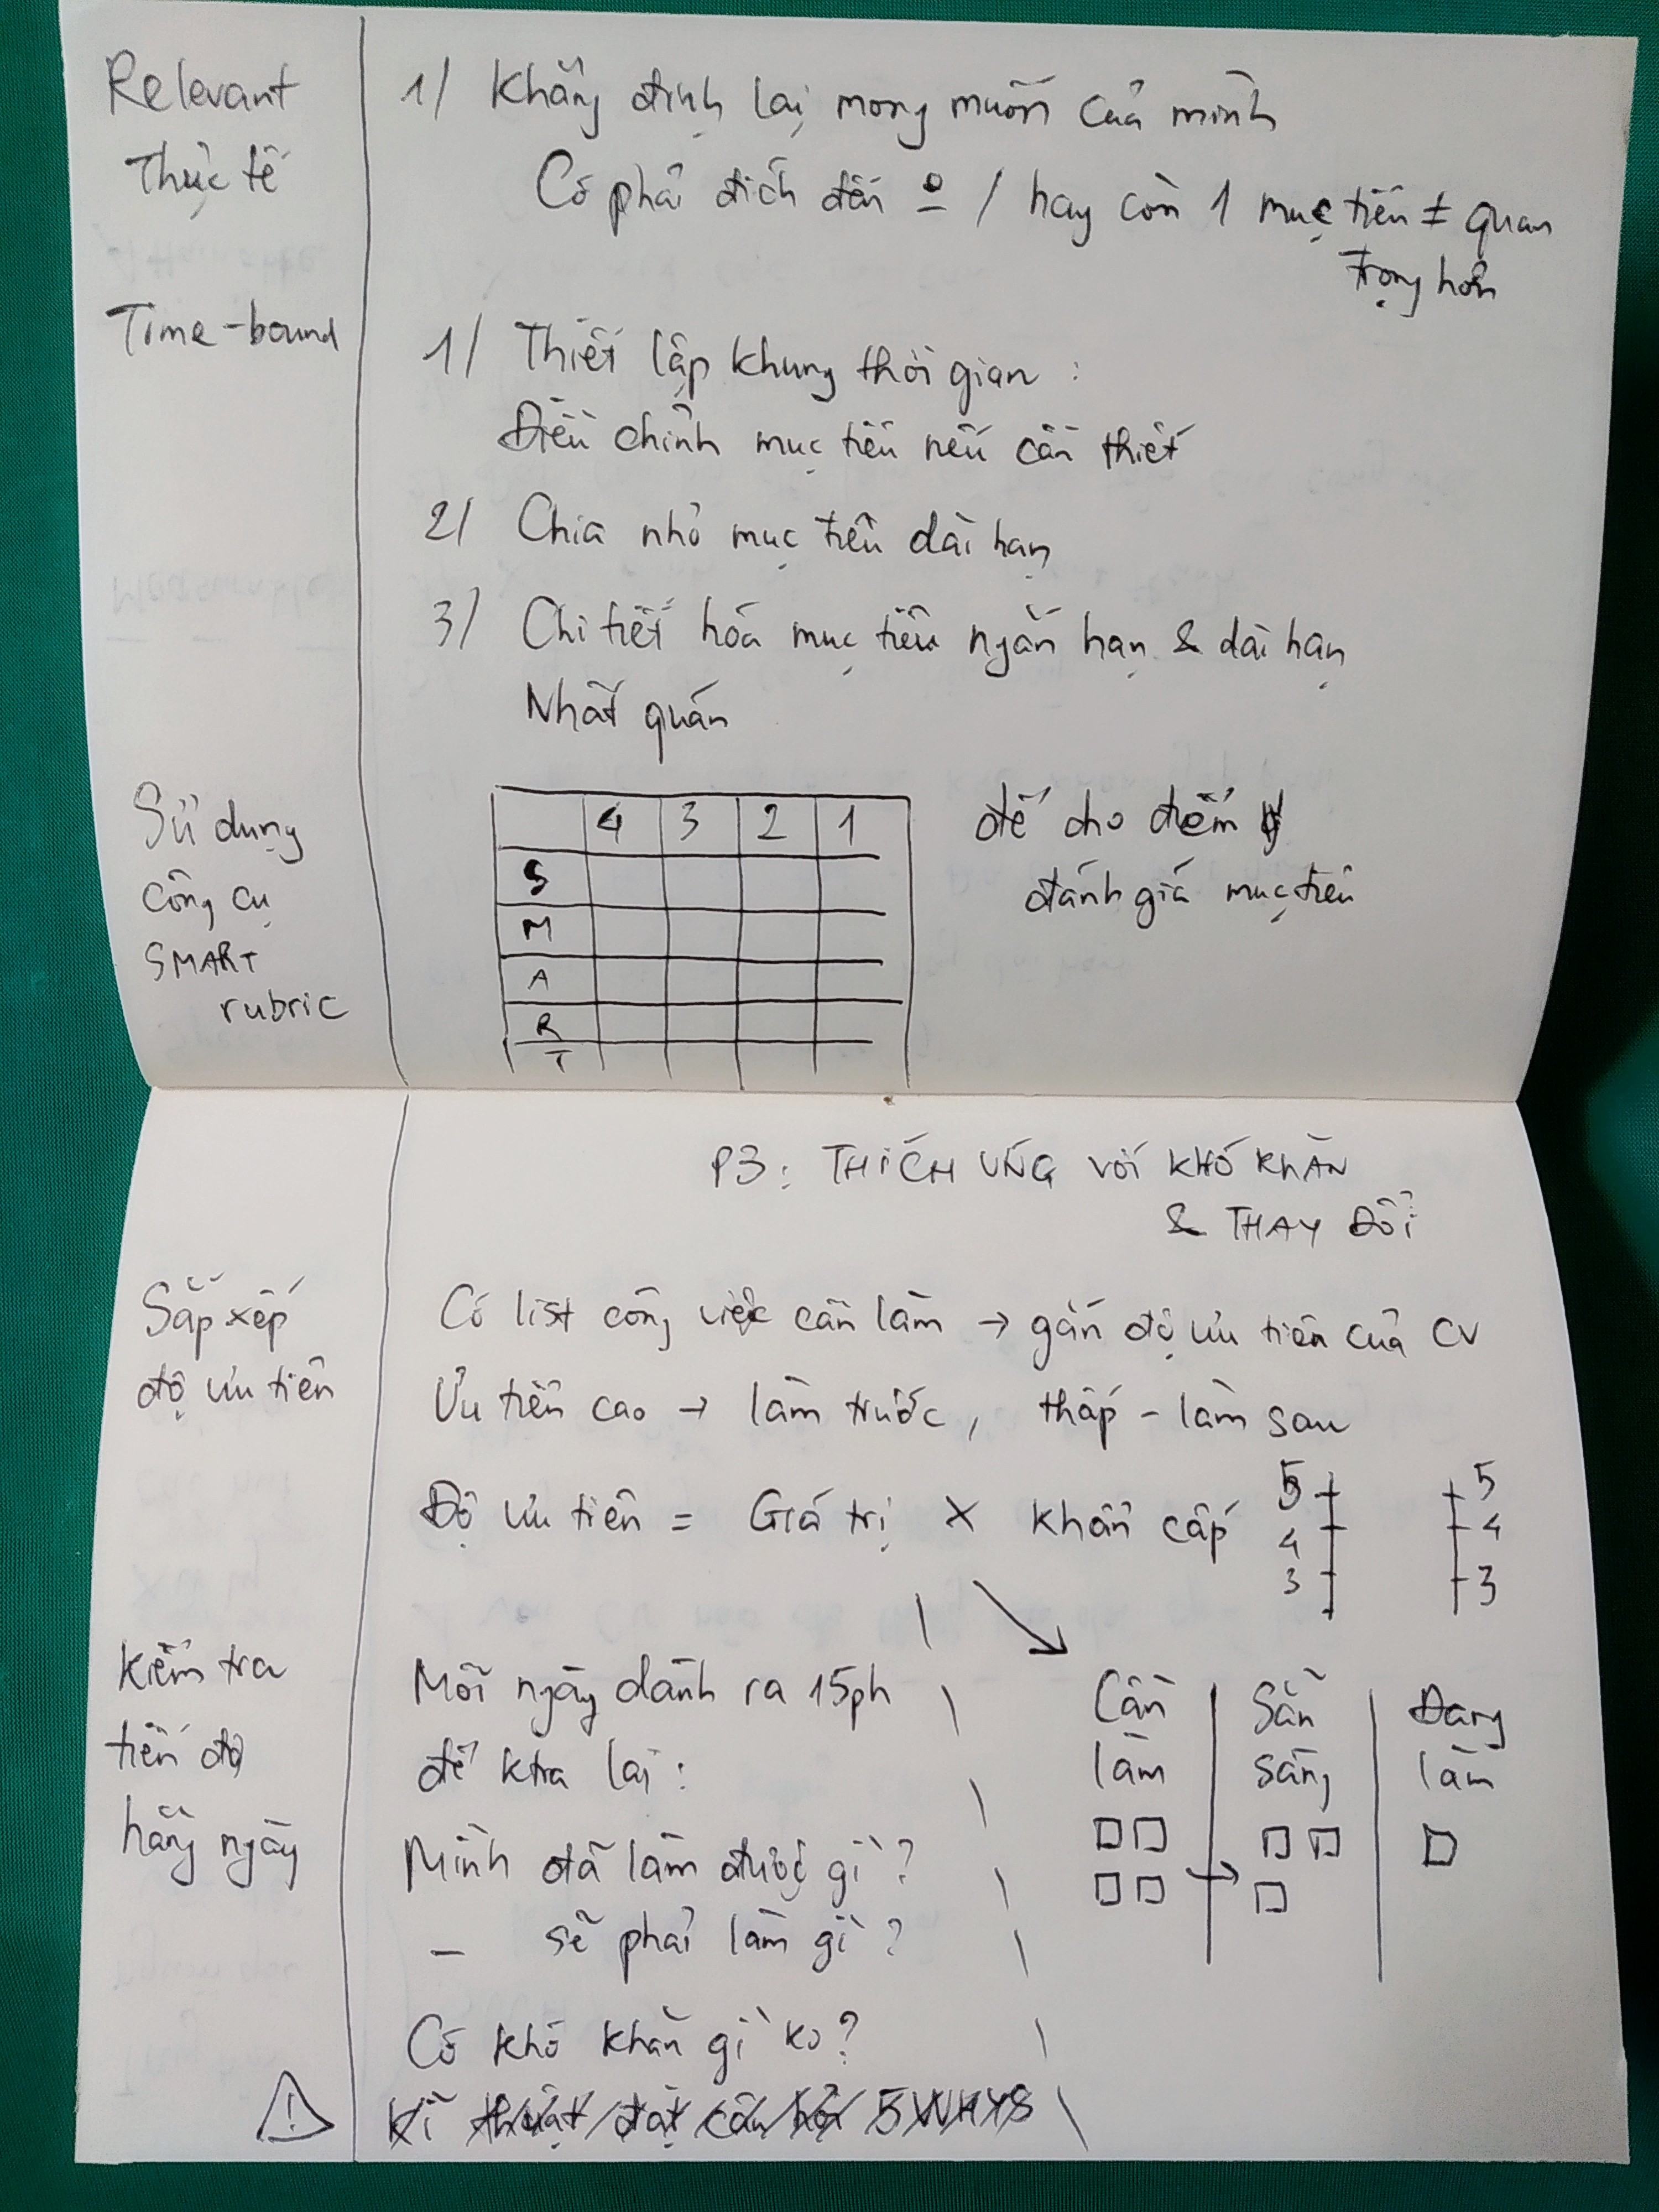 Relevant
Thực tế
1/ Khẳng định lại mong muốn của mình
Có phải đích đến o / hay còn 1 mục tiêu ≠ quan
trọng hơn
Time-bound
1/ Thiết lập khung thời gian :
Điều chỉnh mục tiêu nếu cần thiết
2/ Chia nhỏ mục tiêu dài hạn
3/ Chi tiết hóa mục tiêu ngắn hạn & dài hạn
Nhất quán
Sử dụng
công cụ
SMART
rubric
4 3 2 1
S
M
A
R
T
để cho điểm
đánh giá mục tiêu
P3: THÍCH ỨNG VỚI KHÓ KHĂN
& THAY ĐỔI
Sắp xếp
độ ưu tiên
Có list công việc cần làm → gắn độ ưu tiên của CV
Ưu tiên cao → làm trước, thấp - làm sau
Độ ưu tiên = Giá trị × Khẩn cấp
5
4
3
5
4
3
Kiểm tra
tiến độ
hằng ngày
Mỗi ngày dành ra 15ph
để ktra lại:
Mình đã làm được gì?
— sẽ phải làm gì?
Có khó khăn gì ko?
Kĩ thuật đặt câu hỏi 5 WHYS
!
Cần
làm
Sẵn
sàng
Đang
làm